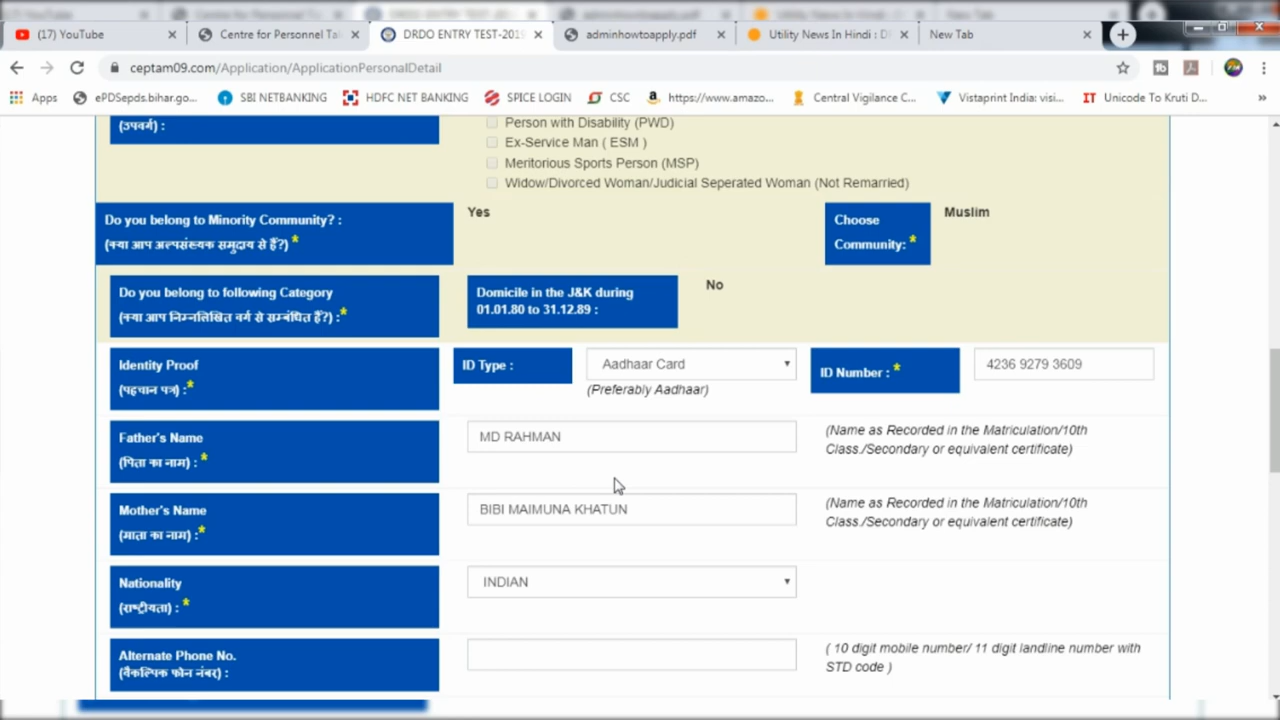 (17) YouTube
Centre for Personnel Tal
DRDO ENTRY TEST-2019
adminhowtoapply.pdf
Utility News In Hindi : DI
New Tab
ceptam09.com/Application/ApplicationPersonalDetail
Apps
ePDSepds.bihar.go...
SBI NETBANKING
HDFC NET BANKING
SPICE LOGIN
CSC
https://www.amazo...
Central Vigilance C...
Vistaprint India: visi...
Unicode To Kruti D...
(उपवर्ग) :
Person with Disability (PWD)
Ex-Service Man ( ESM )
Meritorious Sports Person (MSP)
Widow/Divorced Woman/Judicial Seperated Woman (Not Remarried)
Do you belong to Minority Community? :
(क्या आप अल्पसंख्यक समुदाय से हैं?) *
Yes
Choose
Community: *
Muslim
Do you belong to following Category
(क्या आप निम्नलिखित वर्ग से सम्बंधित हैं?) :*
Domicile in the J&K during
01.01.80 to 31.12.89 :
No
Identity Proof
(पहचान पत्र) :*
ID Type :
Aadhaar Card
(Preferably Aadhaar)
ID Number : *
4236 9279 3609
Father's Name
(पिता का नाम) : *
MD RAHMAN
(Name as Recorded in the Matriculation/10th
Class./Secondary or equivalent certificate)
Mother's Name
(माता का नाम) :*
BIBI MAIMUNA KHATUN
(Name as Recorded in the Matriculation/10th
Class./Secondary or equivalent certificate)
Nationality
(राष्ट्रीयता) : *
INDIAN
Alternate Phone No.
(वैकल्पिक फोन नंबर) :
( 10 digit mobile number/ 11 digit landline number with
STD code )